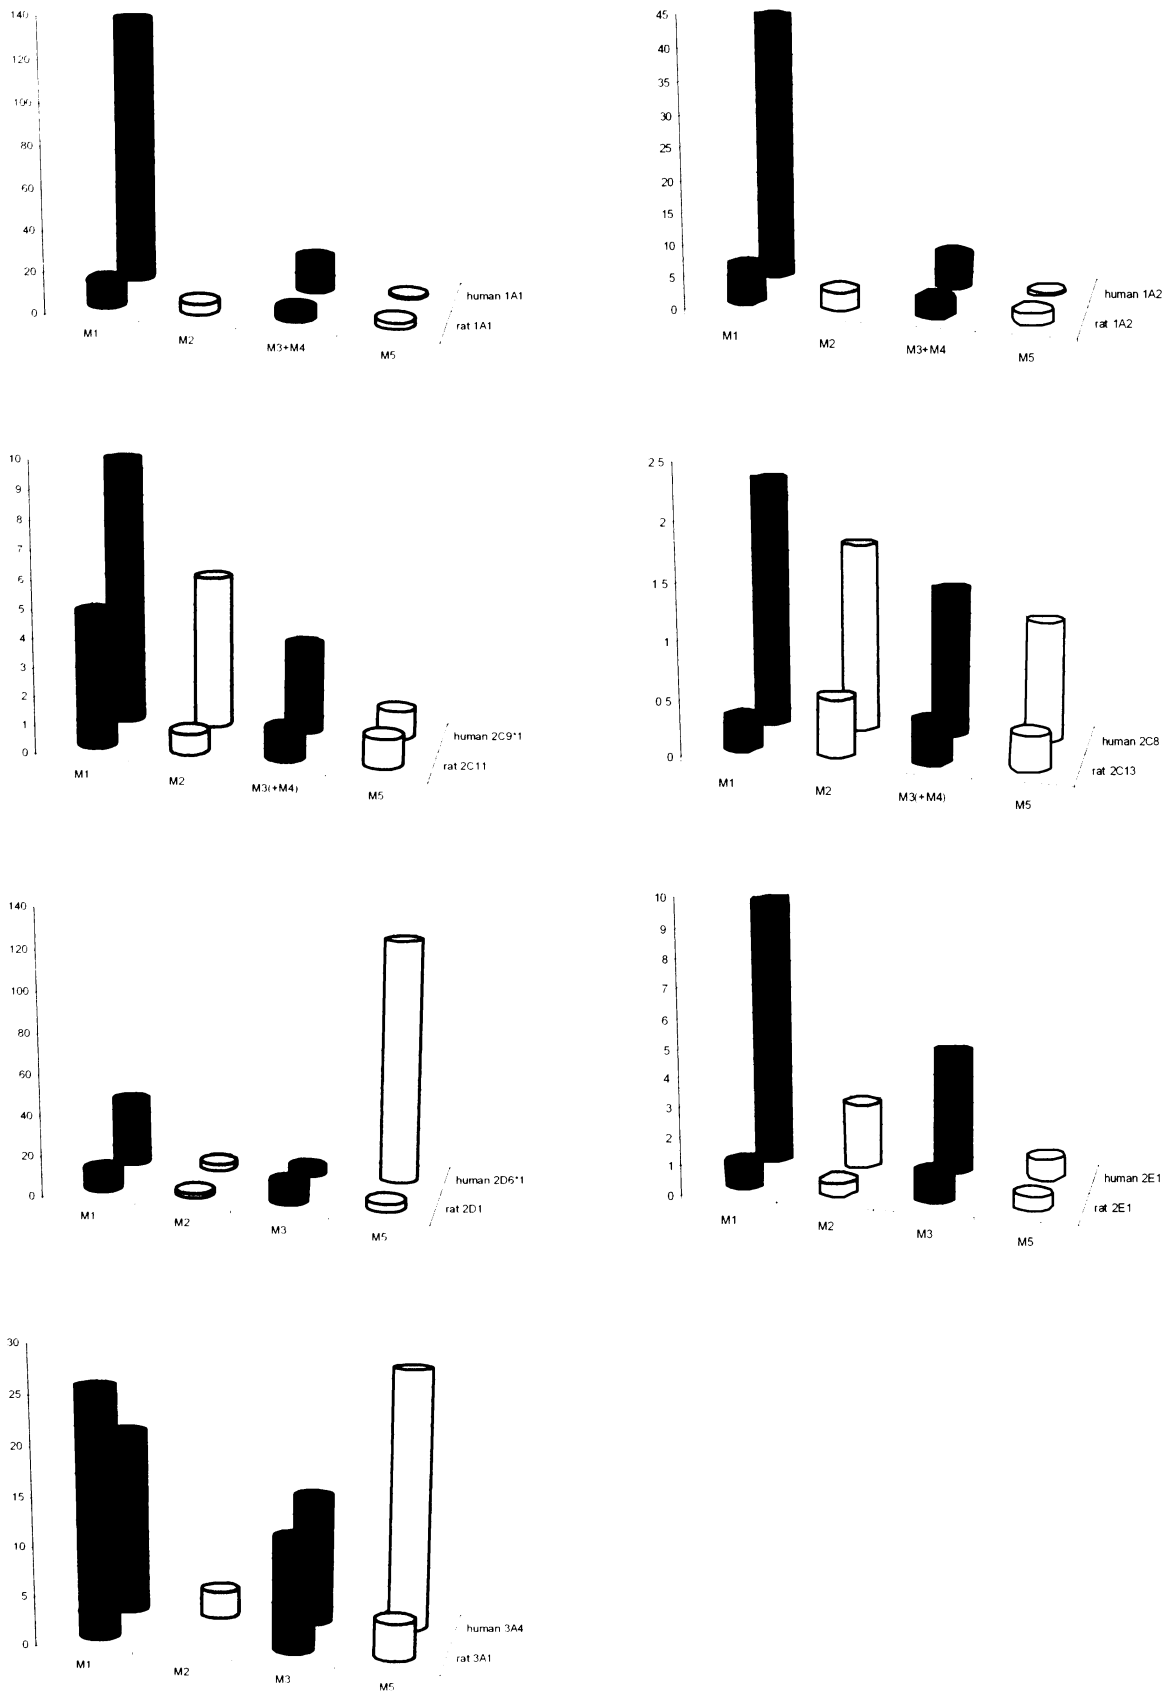 140
120
100
80
60
40
20
0
M1
M2
M3+M4
M5
human 1A1
rat 1A1
45
40
35
30
25
20
15
10
5
0
M1
M2
M3+M4
M5
human 1A2
rat 1A2
10
9
8
7
6
5
4
3
2
1
0
M1
M2
M3(+M4)
M5
human 2C9*1
rat 2C11
2 5
2
1 5
1
0 5
0
M1
M2
M3(+M4)
M5
human 2C8
rat 2C13
140
120
100
80
60
40
20
0
M1
M2
M3
M5
human 2D6*1
rat 2D1
10
9
8
7
6
5
4
3
2
1
0
M1
M2
M3
M5
human 2E1
rat 2E1
30
25
20
15
10
5
0
M1
M2
M3
M5
human 3A4
rat 3A1